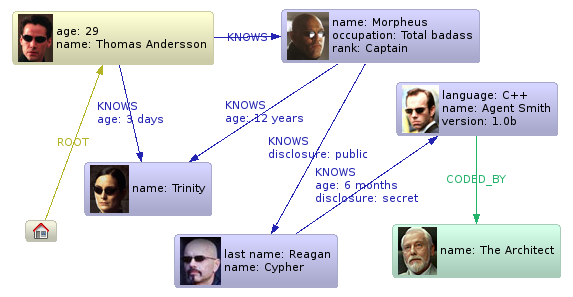 age: 29
name: Thomas Andersson
KNOWS
name: Morpheus
occupation: Total badass
rank: Captain
language: C++
name: Agent Smith
version: 1.0b
KNOWS
age: 3 days
KNOWS
age: 12 years
ROOT
KNOWS
disclosure: public
KNOWS
age: 6 months
disclosure: secret
CODED_BY
name: Trinity
last name: Reagan
name: Cypher
name: The Architect